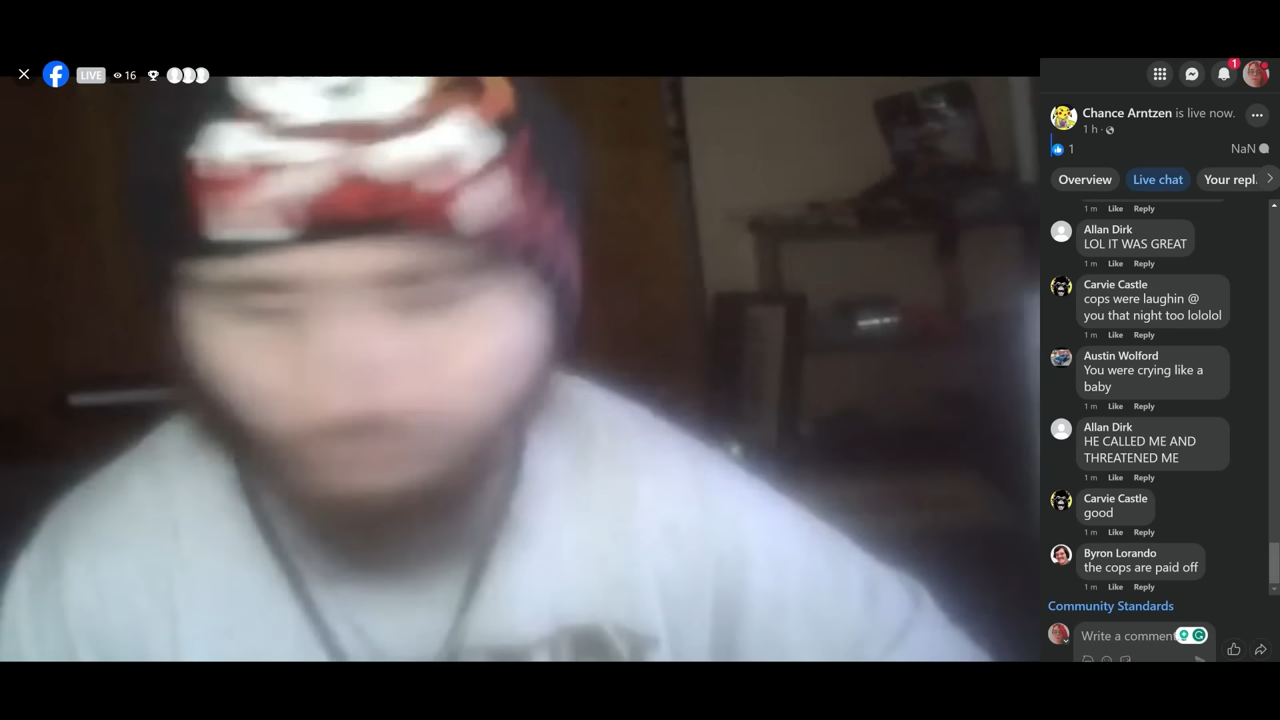 LIVE
16
1
Chance Arntzen is live now.
1 h ·
1
NaN
Overview
Live chat
Your repl.
1 m Like Reply
Allan Dirk
LOL IT WAS GREAT
1 m Like Reply
Carvie Castle
cops were laughin @
you that night too lololol
1 m Like Reply
Austin Wolford
You were crying like a
baby
1 m Like Reply
Allan Dirk
HE CALLED ME AND
THREATENED ME
1 m Like Reply
Carvie Castle
good
1 m Like Reply
Byron Lorando
the cops are paid off
1 m Like Reply
Community Standards
Write a comment